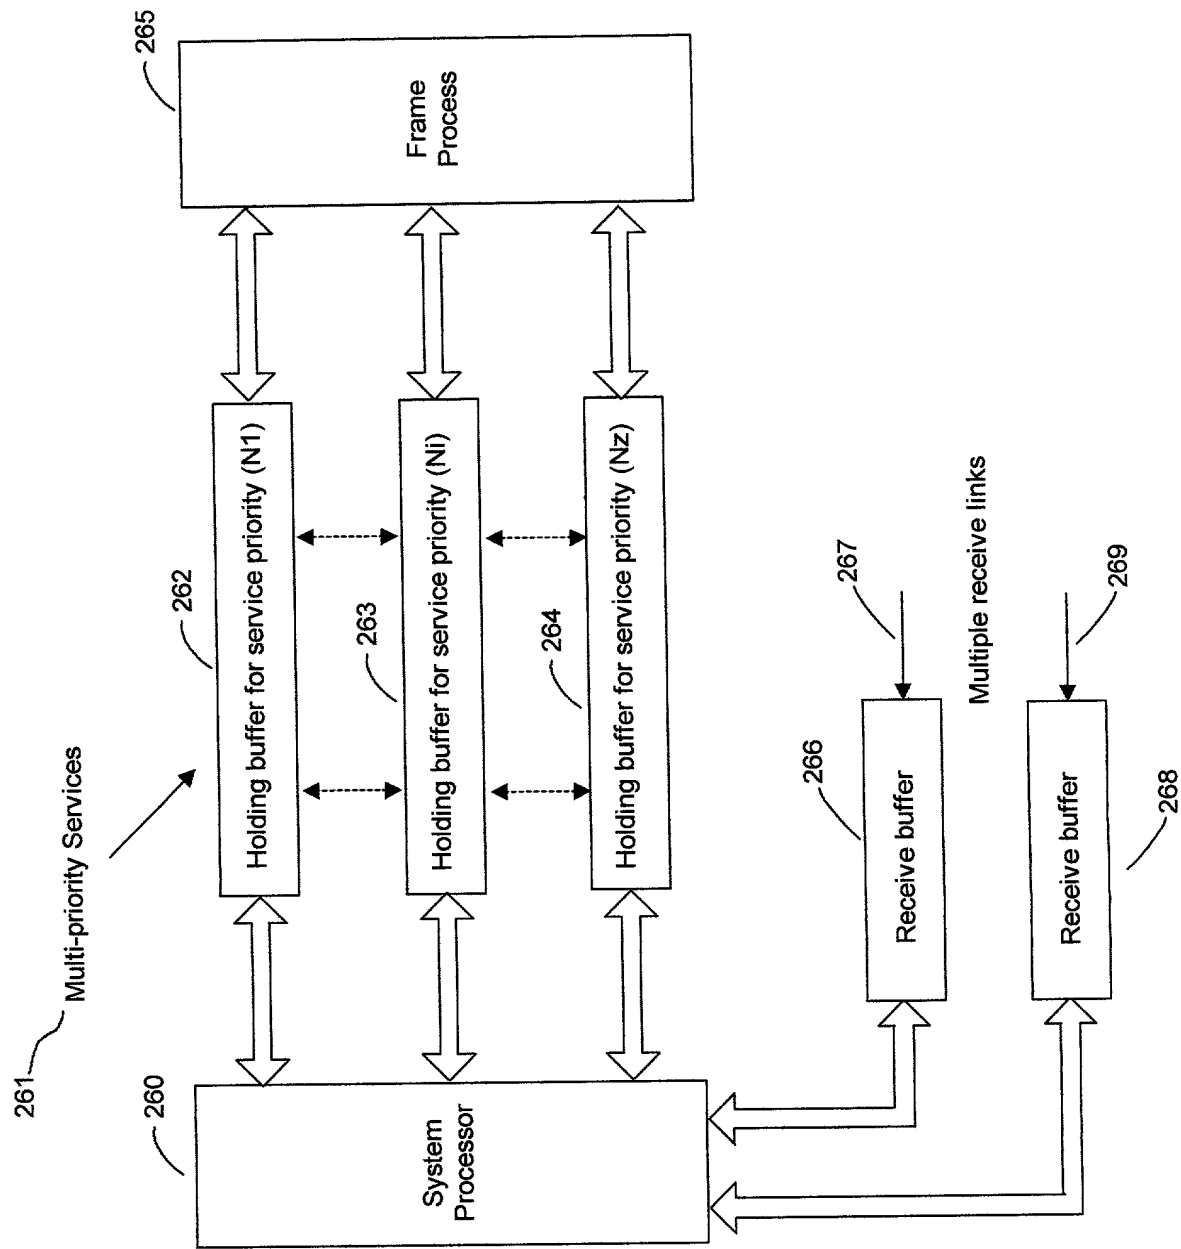 261
Multi-priority Services
260
System
Processor
262
Holding buffer for service priority (N1)
263
Holding buffer for service priority (Ni)
264
Holding buffer for service priority (Nz)
265
Frame
Process
266
Receive buffer
267
Multiple receive links
268
Receive buffer
269